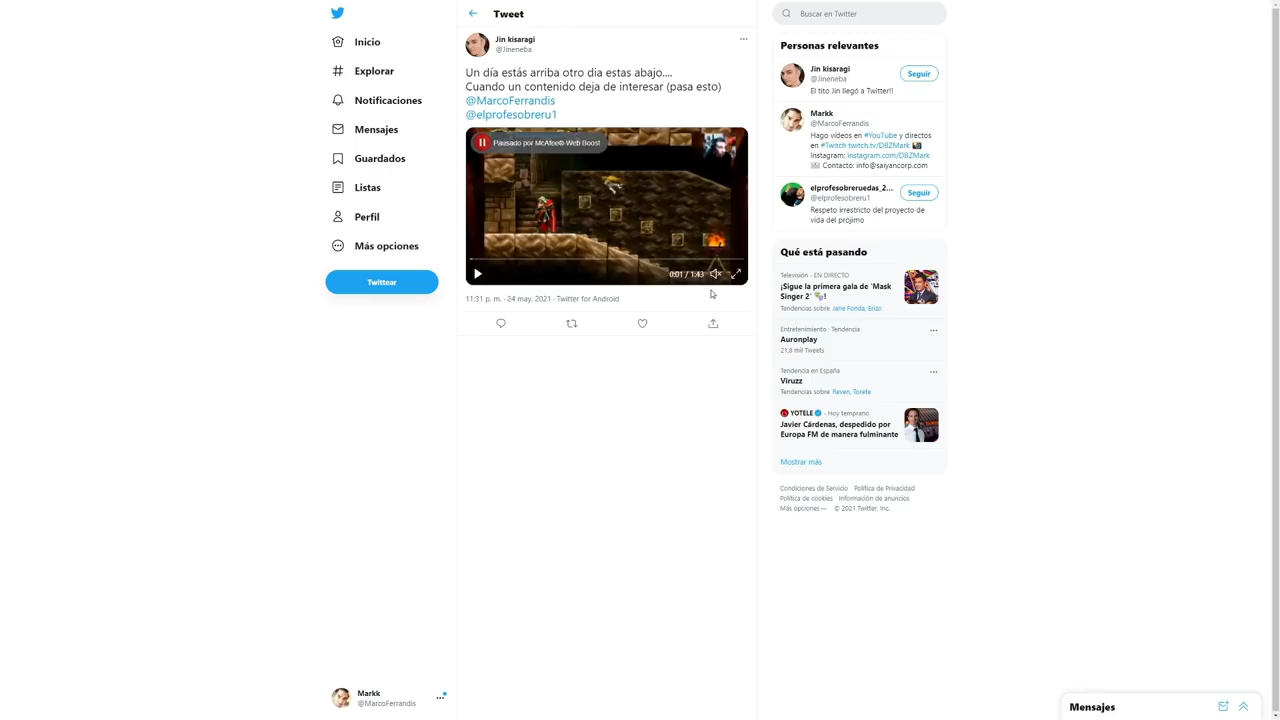 Inicio
Explorar
Notificaciones
Mensajes
Guardados
Listas
Perfil
Más opciones
Twittear
Markk
@MarcoFerrandis
Tweet
Jin kisaragi
@Jineneba
Un día estás arriba otro dia estas abajo....
Cuando un contenido deja de interesar (pasa esto)
@MarcoFerrandis
@elprofesobreru1
Pausado por McAfee® Web Boost
0:01 / 1:43
11:31 p. m. · 24 may. 2021 · Twitter for Android
Buscar en Twitter
Personas relevantes
Jin kisaragi
@Jineneba
Seguir
El tito Jin llegó a Twitter!!
Markk
@MarcoFerrandis
Hago vídeos en #YouTube y directos
en #Twitch twitch.tv/DBZMark
Instagram: instagram.com/DBZMark
Contacto: info@saiyancorp.com
elprofesobreruedas_2...
@elprofesobreru1
Seguir
Respeto irrestricto del proyecto de
vida del prójimo
Qué está pasando
Televisión · EN DIRECTO
¡Sigue la primera gala de 'Mask
Singer 2' !
Tendencias sobre Jane Fonda, Erizo
Entretenimiento · Tendencia
Auronplay
21,8 mil Tweets
Tendencia en España
Viruzz
Tendencias sobre Reven, Torete
YOTELE · Hoy temprano
Javier Cárdenas, despedido por
Europa FM de manera fulminante
Mostrar más
Condiciones de Servicio Política de Privacidad
Política de cookies Información de anuncios
Más opciones ··· © 2021 Twitter, Inc.
Mensajes